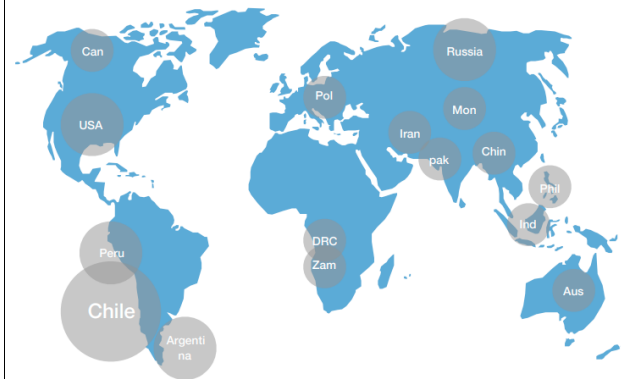 Can
Russia
Pol
Mon
USA
Iran
Chin
pak
Phil
Ind
DRC
Peru
Zam
Aus
Chile
Argenti
na